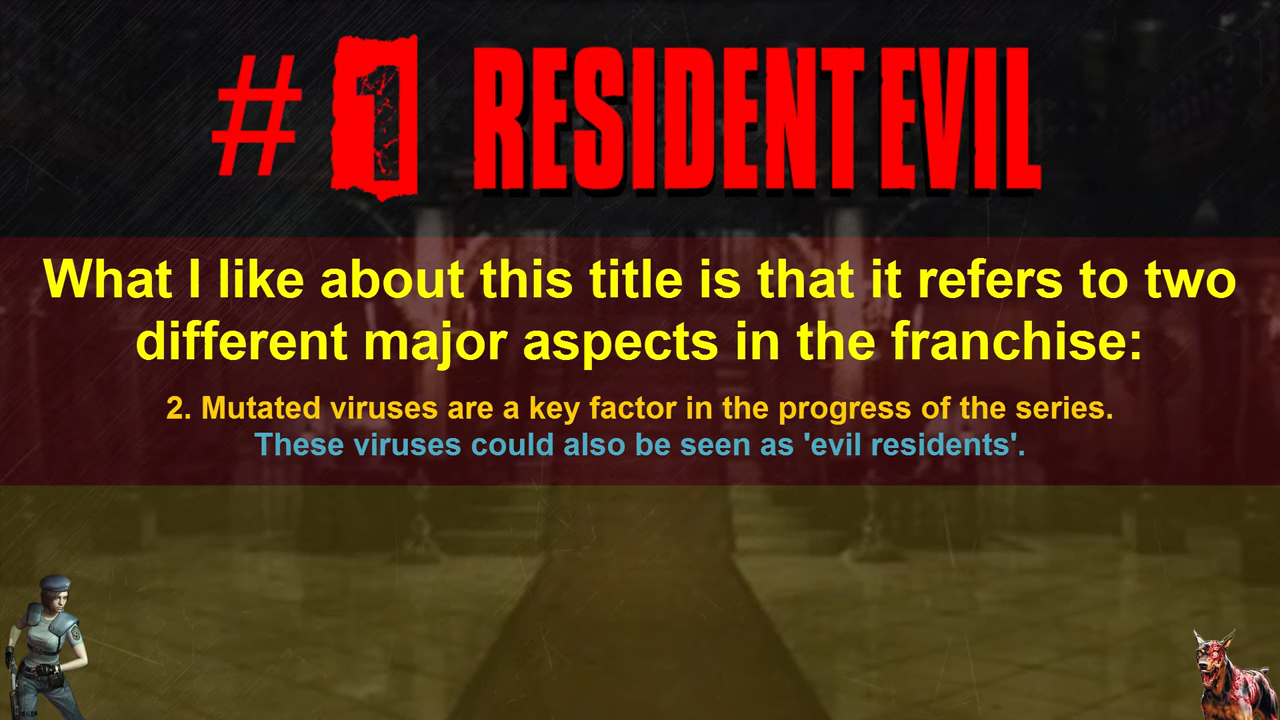 # 1 RESIDENT EVIL
What I like about this title is that it refers to two
different major aspects in the franchise:
2. Mutated viruses are a key factor in the progress of the series.
These viruses could also be seen as 'evil residents'.